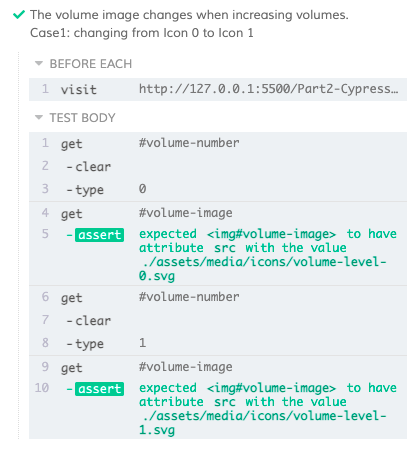 The volume image changes when increasing volumes.
Case1: changing from Icon 0 to Icon 1
BEFORE EACH
1 visit http://127.0.0.1:5500/Part2-Cypress…
TEST BODY
1 get #volume-number
2 -clear
3 -type 0
4 get #volume-image
5 -assert expected <img#volume-image> to have
attribute src with the value
./assets/media/icons/volume-level-
0.svg
6 get #volume-number
7 -clear
8 -type 1
9 get #volume-image
10 -assert expected <img#volume-image> to have
attribute src with the value
./assets/media/icons/volume-level-
1.svg